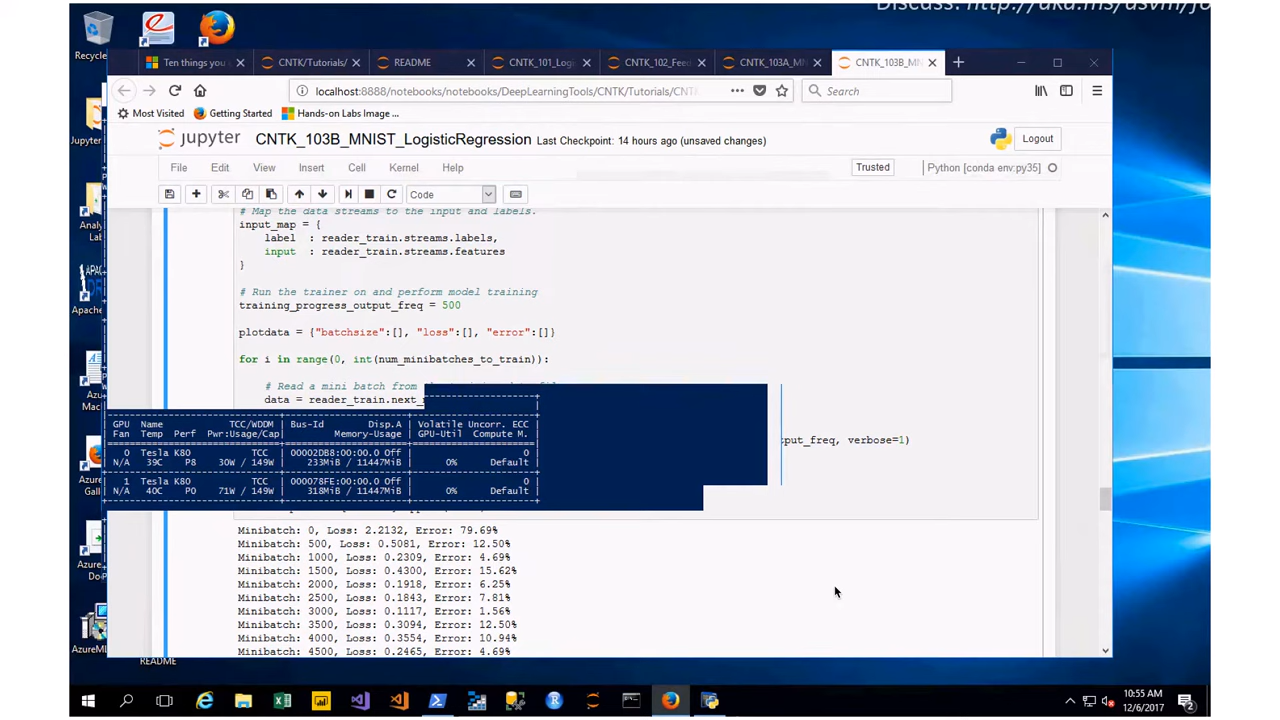 Discuss: http://aka.ms/dsvm/
Recycle
Ten things you
CNTK/Tutorials/
README
CNTK_101_Logi
CNTK_102_Feed
CNTK_103A_MN
CNTK_103B_MN
localhost:8888/notebooks/notebooks/DeepLearningTools/CNTK/Tutorials/CNT
Search
Most Visited
Getting Started
Hands-on Labs Image ...
jupyter
CNTK_103B_MNIST_LogisticRegression
Last Checkpoint: 14 hours ago (unsaved changes)
Logout
File
Edit
View
Insert
Cell
Kernel
Help
Trusted
Python [conda env:py35]
Code
# Map the data streams to the input and labels.
input_map = {
label : reader_train.streams.labels,
input : reader_train.streams.features
}
# Run the trainer on and perform model training
training_progress_output_freq = 500
plotdata = {"batchsize":[], "loss":[], "error":[]}
for i in range(0, int(num_minibatches_to_train)):
# Read a mini batch from
data = reader_train.next_
put_freq, verbose=1)
GPU Name TCC/WDDM | Bus-Id Disp.A | Volatile Uncorr. ECC |
Fan Temp Perf Pwr:Usage/Cap| Memory-Usage | GPU-Util Compute M. |
0 Tesla K80 TCC | 00002DB8:00:00.0 Off | 0 |
N/A 39C P8 30W / 149W | 233MiB / 11447MiB | 0% Default |
1 Tesla K80 TCC | 000078FE:00:00.0 Off | 0 |
N/A 40C P0 71W / 149W | 318MiB / 11447MiB | 0% Default |
Minibatch: 0, Loss: 2.2132, Error: 79.69%
Minibatch: 500, Loss: 0.5081, Error: 12.50%
Minibatch: 1000, Loss: 0.2309, Error: 4.69%
Minibatch: 1500, Loss: 0.4300, Error: 15.62%
Minibatch: 2000, Loss: 0.1918, Error: 6.25%
Minibatch: 2500, Loss: 0.1843, Error: 7.81%
Minibatch: 3000, Loss: 0.1117, Error: 1.56%
Minibatch: 3500, Loss: 0.3094, Error: 12.50%
Minibatch: 4000, Loss: 0.3554, Error: 10.94%
Minibatch: 4500, Loss: 0.2465, Error: 4.69%
Jupyter
Analy
Lab
Apache
Azure
Mac
Azure
Gall
Azure
Do
AzureML
README
10:55 AM
12/6/2017
2